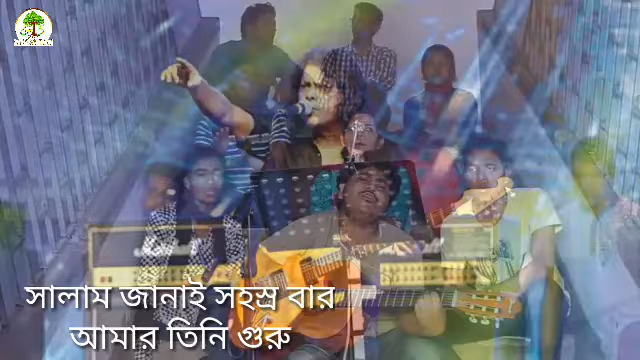 সালাম জানাই সহস্র বার
আমার তিনি গুরু